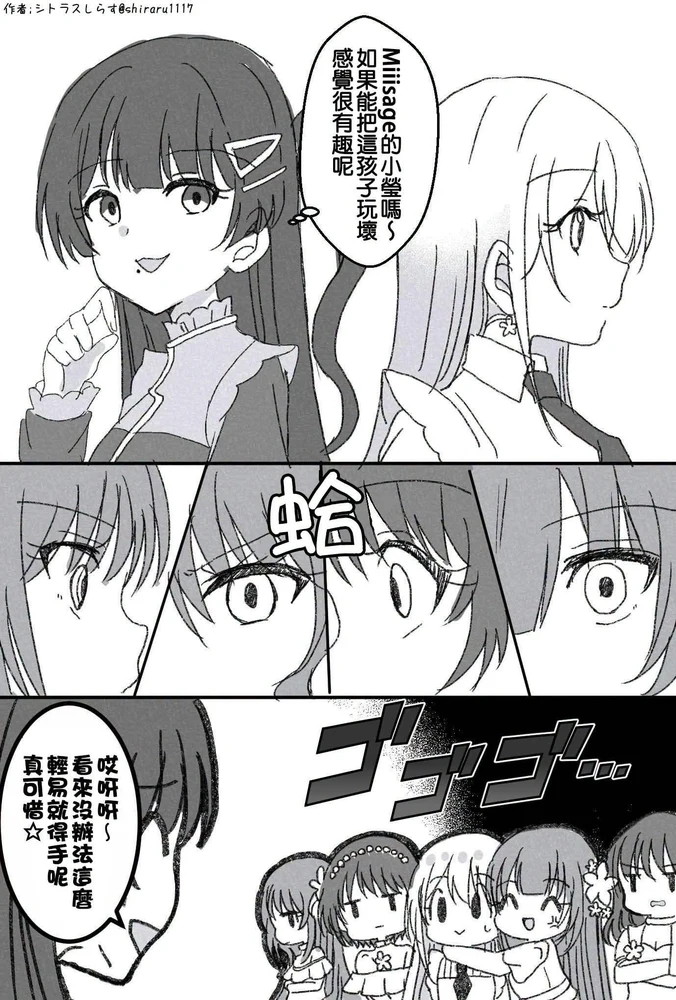 作者;シトラスしらす@shiraru1117
Miiisage的小螢嗎～
如果能把這孩子玩壞
感覺很有趣呢
蛤
ゴゴゴ…
哎呀呀～
看來沒辦法這麼
輕易就得手呢
真可惜☆